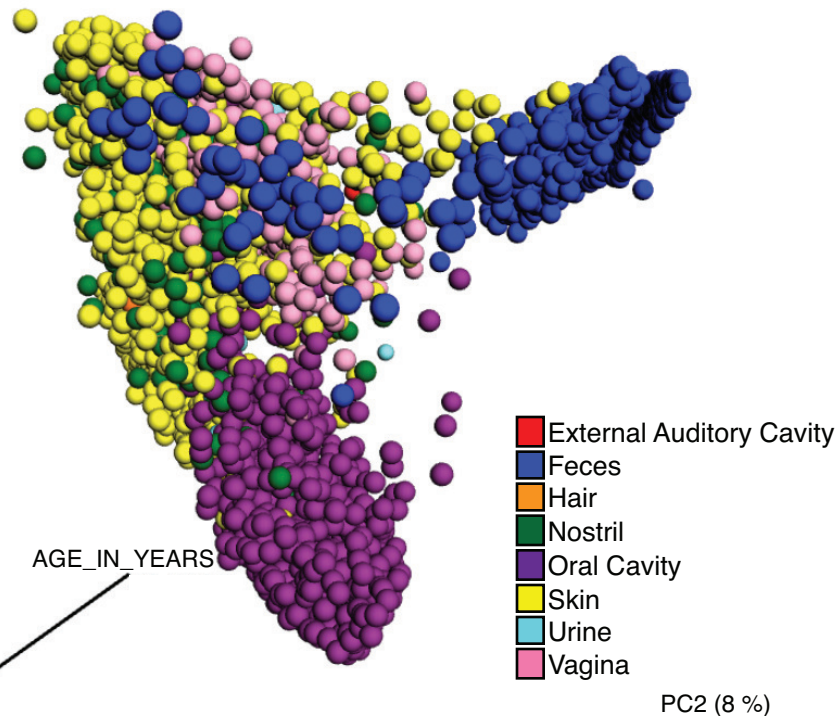 External Auditory Cavity
Feces
Hair
Nostril
Oral Cavity
Skin
Urine
Vagina
AGE_IN_YEARS
PC2 (8 %)